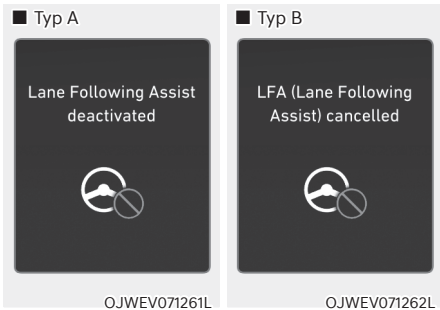 ■ Typ A
Lane Following Assist
deactivated
OJWEV071261L
■ Typ B
LFA (Lane Following
Assist) cancelled
OJWEV071262L